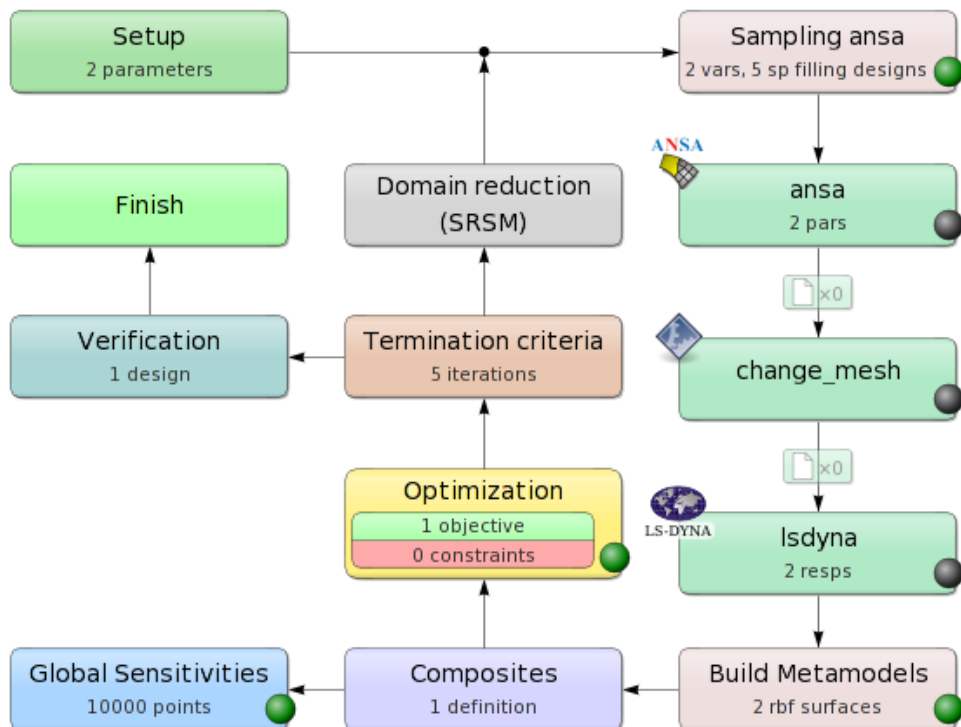 Setup
2 parameters
Sampling ansa
2 vars, 5 sp filling designs
Finish
Domain reduction
(SRSM)
ANSA
ansa
2 pars
×0
Verification
1 design
Termination criteria
5 iterations
change_mesh
×0
Optimization
1 objective
0 constraints
LS-DYNA
lsdyna
2 resps
Global Sensitivities
10000 points
Composites
1 definition
Build Metamodels
2 rbf surfaces